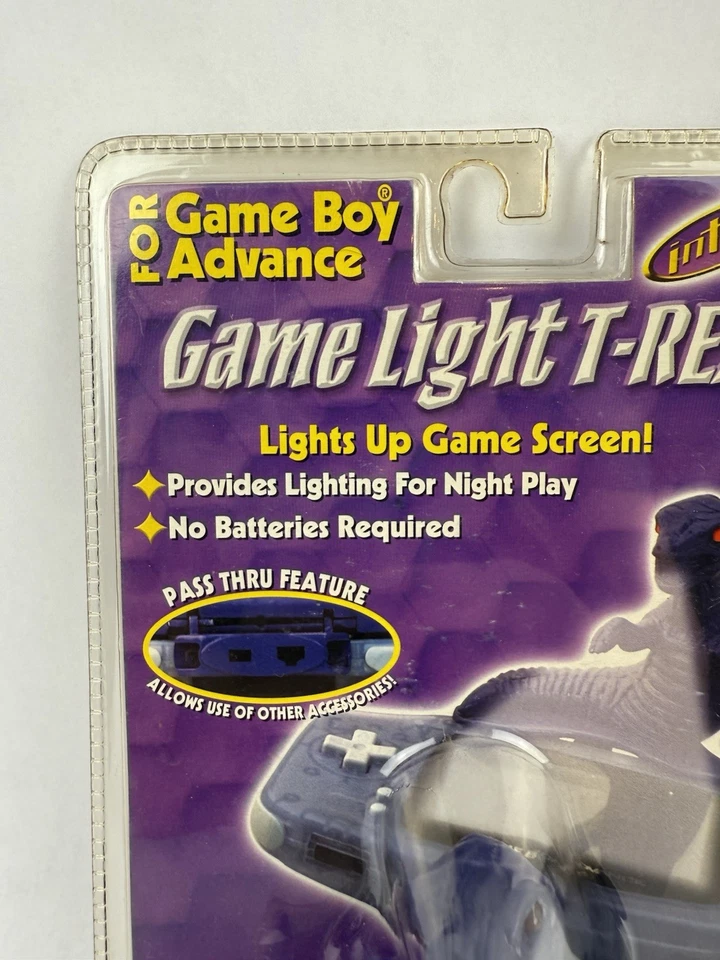 FOR Game Boy®
Advance
Game Light T-RE
Lights Up Game Screen!
Provides Lighting For Night Play
No Batteries Required
PASS THRU FEATURE
ALLOWS USE OF OTHER ACCESSORIES!